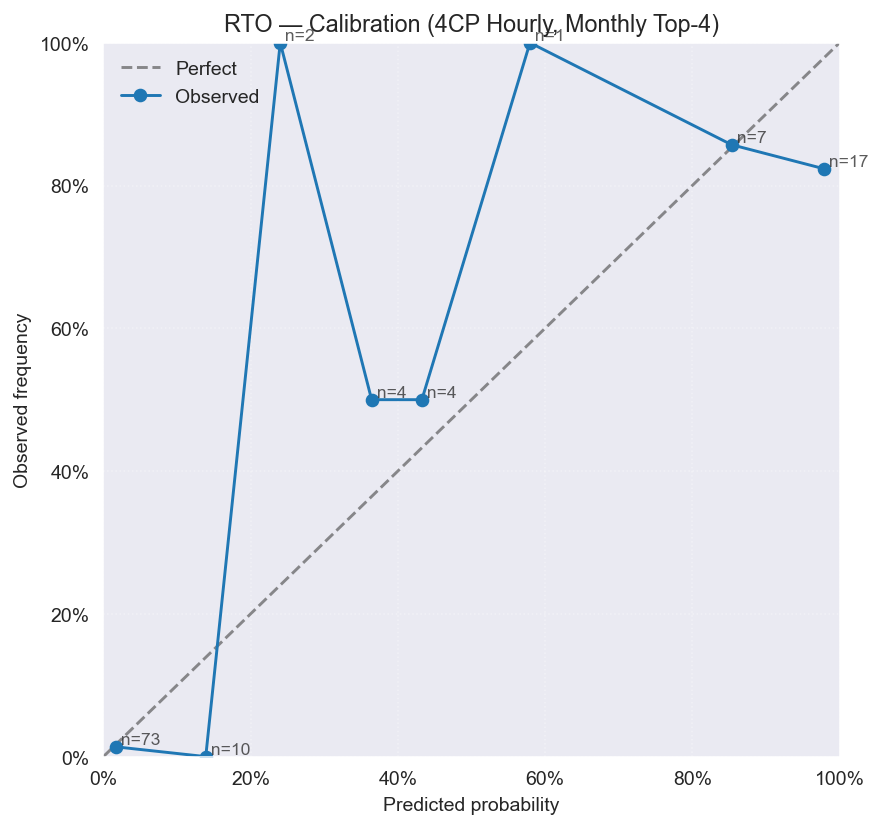 RTO — Calibration (4CP Hourly, Monthly Top-4)
100%
n=2
n=1
Perfect
Observed
n=7
n=17
80%
60%
n=4
n=4
40%
20%
n=73
n=10
0%
0%
20%
40%
60%
80%
100%
Predicted probability
Observed frequency